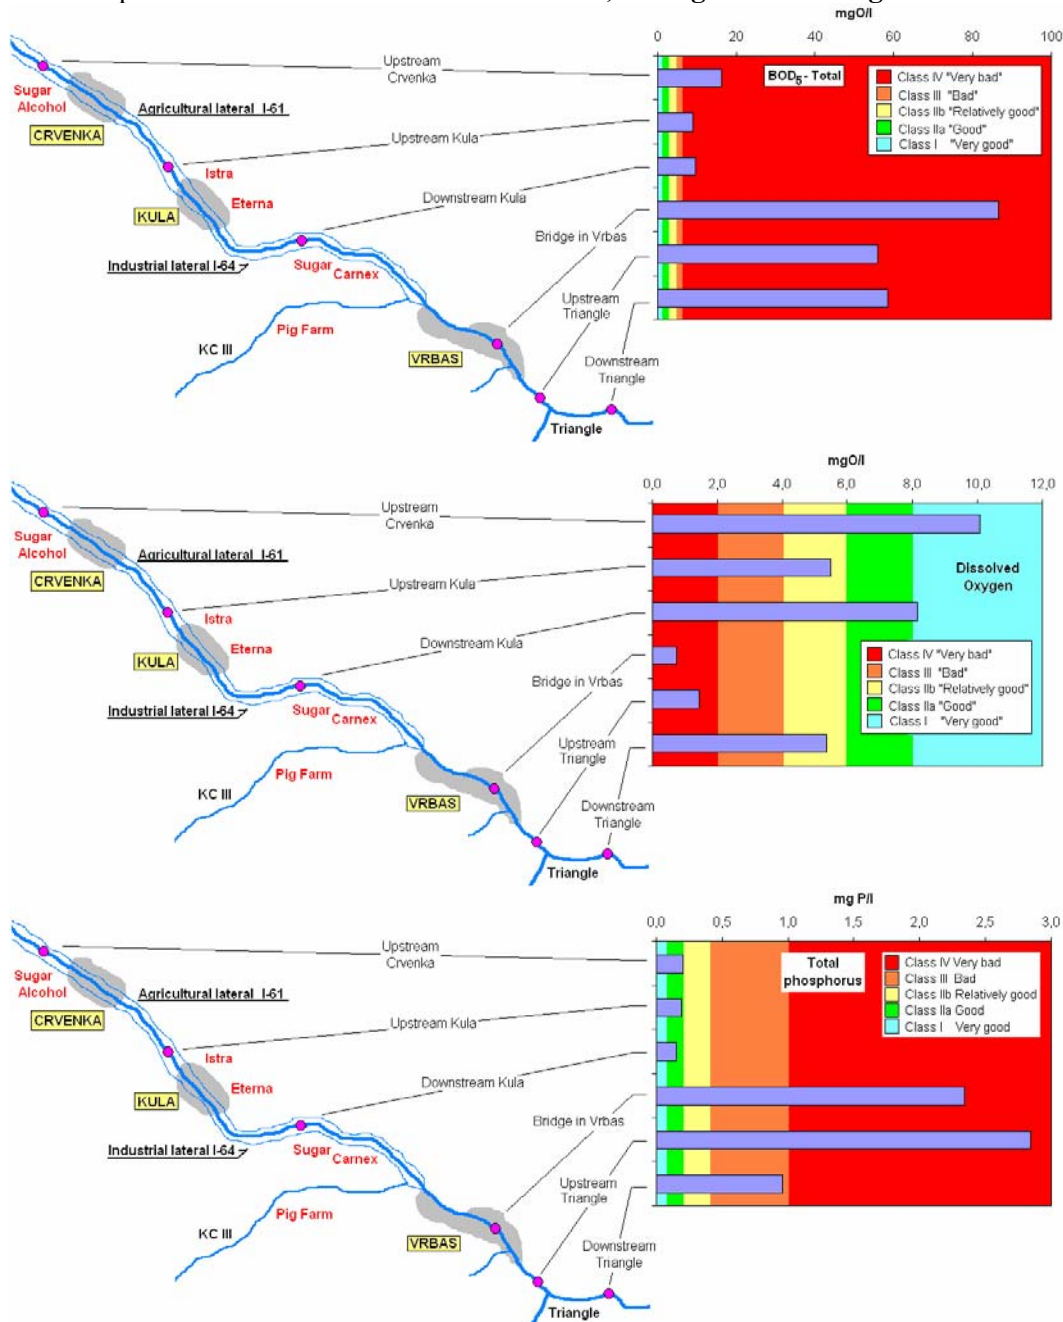 mgO/l
0 20 40 60 80 100
BOD5 - Total
Class IV "Very bad"
Class III "Bad"
Class IIb "Relatively good"
Class IIa "Good"
Class I "Very good"
Upstream
Crvenka
Sugar
Alcohol
Agricultural lateral I-61
CRVENKA
Upstream Kula
Istra
Eterna
KULA
Downstream Kula
Bridge in Vrbas
Industrial lateral I-64
Sugar
Carnex
Upstream
Triangle
Pig Farm
KC III
VRBAS
Downstream
Triangle
Triangle
mgO/l
0,0 2,0 4,0 6,0 8,0 10,0 12,0
Dissolved
Oxygen
Class IV "Very bad"
Class III "Bad"
Class IIb "Relatively good"
Class IIa "Good"
Class I "Very good"
Upstream
Crvenka
Sugar
Alcohol
Agricultural lateral I-61
CRVENKA
Upstream Kula
Istra
Eterna
KULA
Downstream Kula
Bridge in Vrbas
Industrial lateral I-64
Sugar
Carnex
Upstream
Triangle
Pig Farm
KC III
VRBAS
Downstream
Triangle
Triangle
mg P/l
0,0 0,5 1,0 1,5 2,0 2,5 3,0
Total
phosphorus
Class IV Very bad
Class III Bad
Class IIb Relatively good
Class IIa Good
Class I Very good
Upstream
Crvenka
Sugar
Alcohol
Agricultural lateral I-61
CRVENKA
Upstream Kula
Istra
Eterna
KULA
Downstream Kula
Bridge in Vrbas
Industrial lateral I-64
Sugar
Carnex
Upstream
Triangle
Pig Farm
KC III
VRBAS
Downstream
Triangle
Triangle